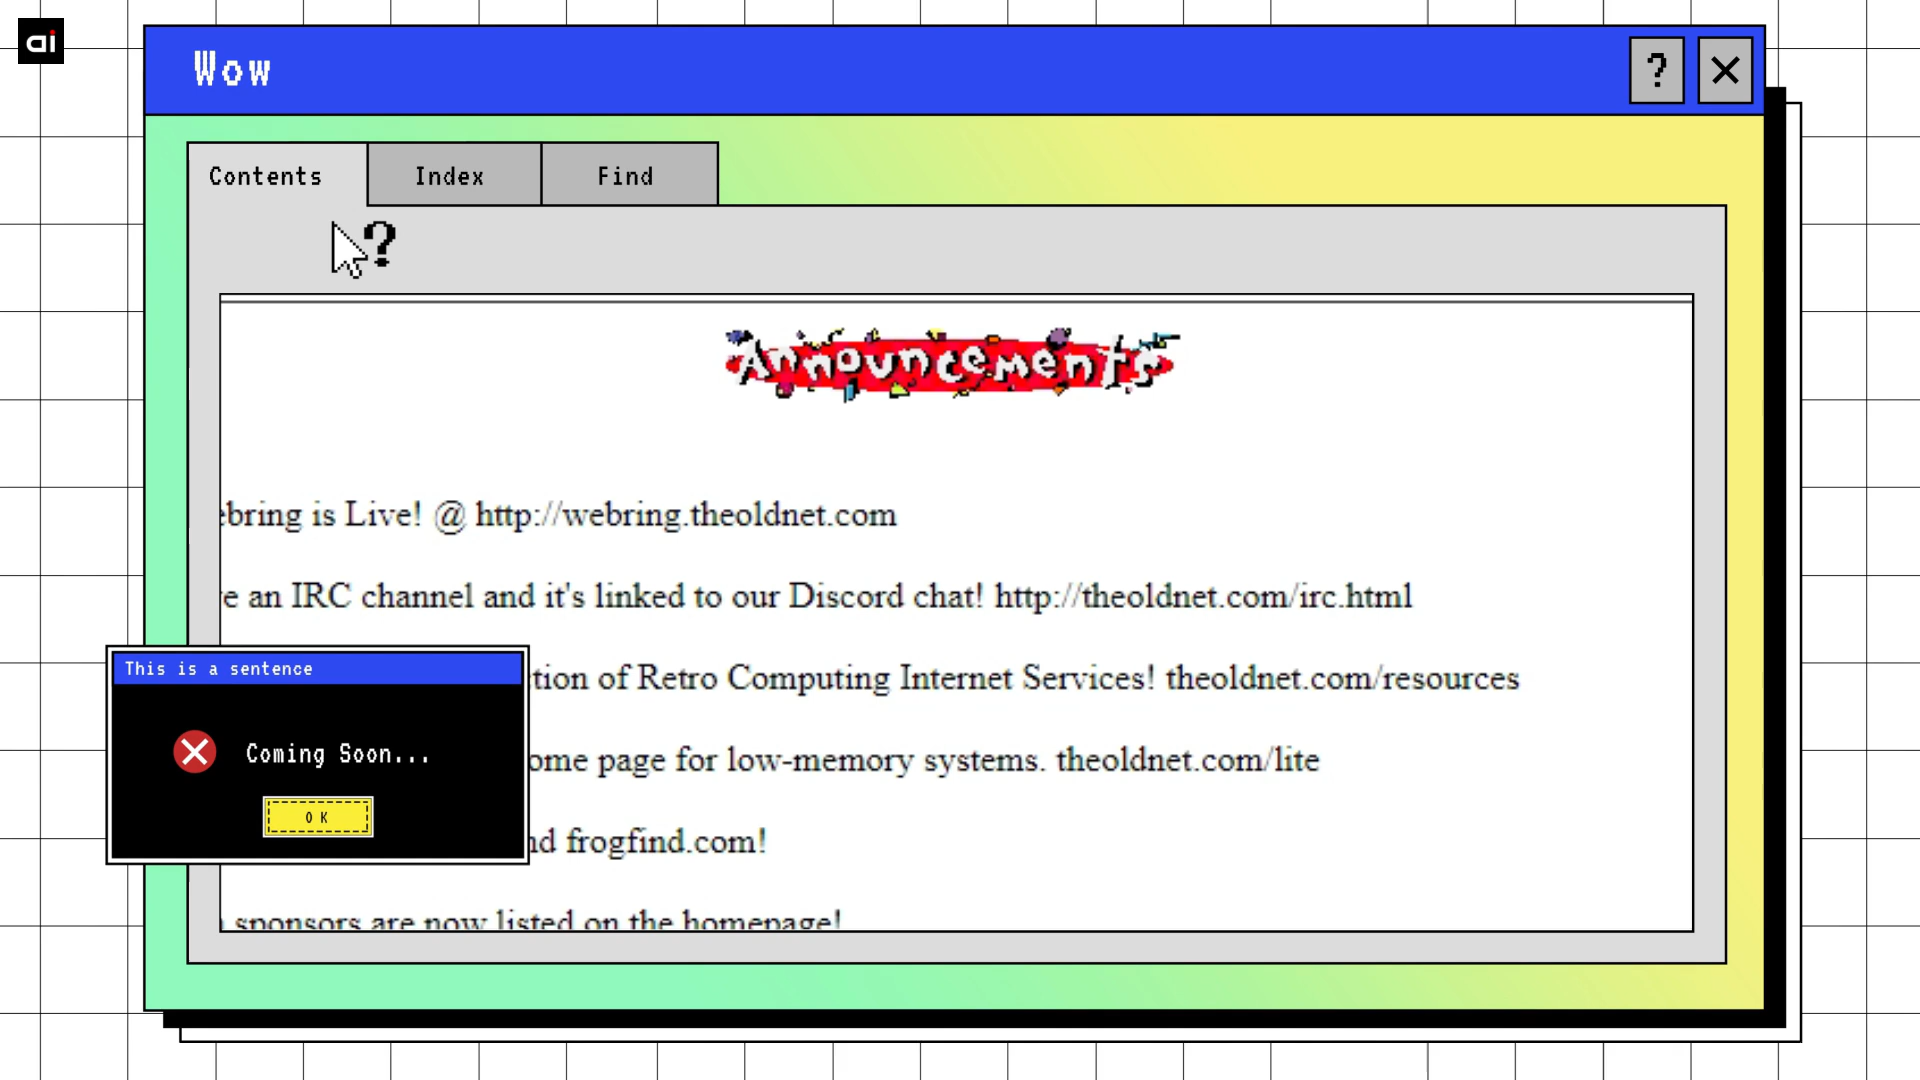 ai
Wow
?
Contents Index Find
?
Announcements
ebring is Live! @ http://webring.theoldnet.com
e an IRC channel and it's linked to our Discord chat! http://theoldnet.com/irc.html
This is a sentence
tion of Retro Computing Internet Services! theoldnet.com/resources
Coming Soon...
ome page for low-memory systems. theoldnet.com/lite
OK
nd frogfind.com!
sponsors are now listed on the homepage!